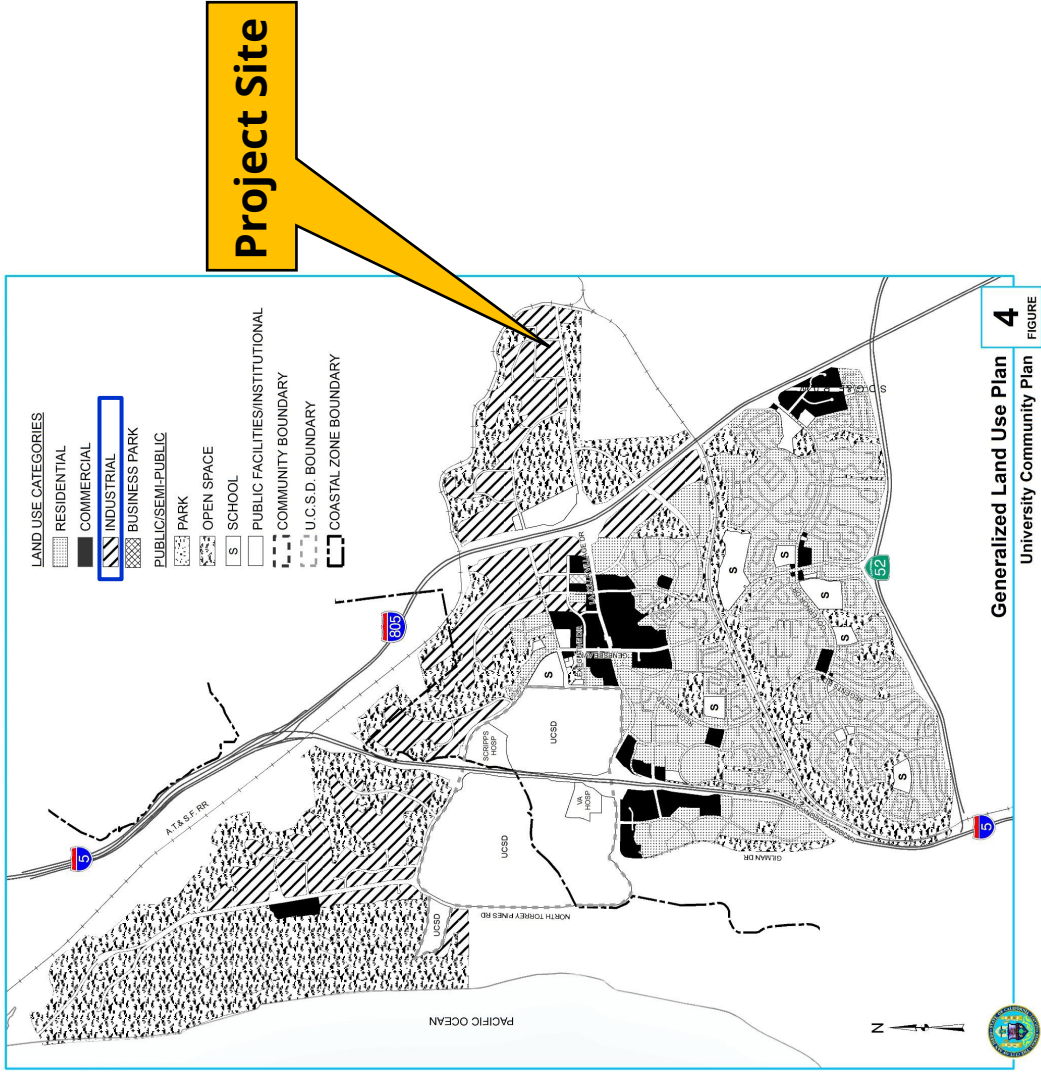 Project Site
LAND USE CATEGORIES
RESIDENTIAL
COMMERCIAL
INDUSTRIAL
BUSINESS PARK
PUBLIC/SEMI-PUBLIC
PARK
OPEN SPACE
S SCHOOL
PUBLIC FACILITIES/INSTITUTIONAL
COMMUNITY BOUNDARY
U.C.S.D. BOUNDARY
COASTAL ZONE BOUNDARY
5
A.T.& S.F. RR
805
UCSD
NORTH TORREY PINES RD
UCSD
SCRIPPS
HOSP
UCSD
VA
HOSP
S
GENESEE AVE
GILMAN DR
S
S
S
S
S
S
52
5
PACIFIC OCEAN
N
Generalized Land Use Plan
University Community Plan
4
FIGURE